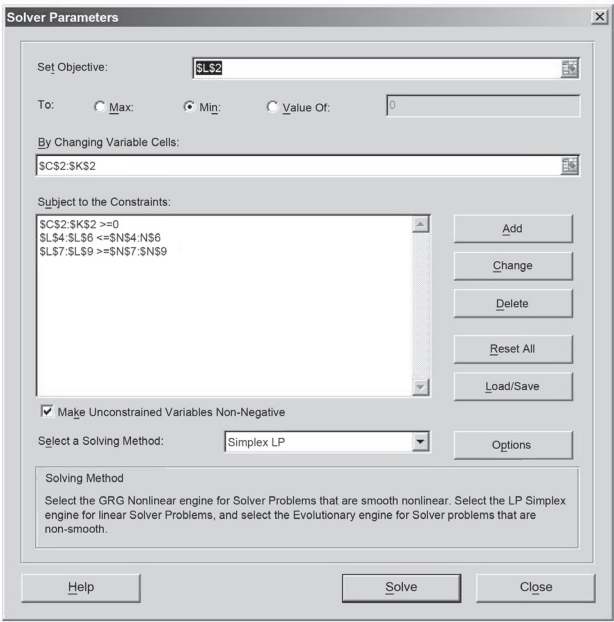 Solver Parameters
Set Objective:
$L$2
To:
Max:
Min:
Value Of:
0
By Changing Variable Cells:
$C$2:$K$2
Subject to the Constraints:
$C$2:$K$2 >=0
$L$4:$L$6 <=$N$4:N$6
$L$7:$L$9 >=$N$7:$N$9
Add
Change
Delete
Reset All
Load/Save
Make Unconstrained Variables Non-Negative
Select a Solving Method:
Simplex LP
Options
Solving Method
Select the GRG Nonlinear engine for Solver Problems that are smooth nonlinear. Select the LP Simplex
engine for linear Solver Problems, and select the Evolutionary engine for Solver problems that are
non-smooth.
Help
Solve
Close